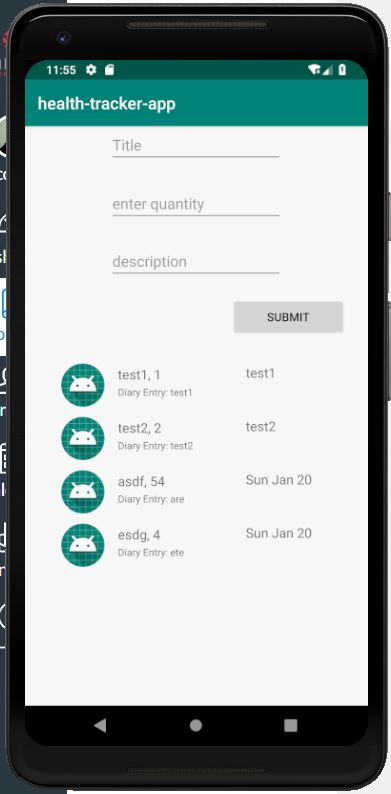 11:55
health-tracker-app
Title
enter quantity
description
SUBMIT
test1, 1
test1
Diary Entry: test1
test2, 2
test2
Diary Entry: test2
asdf, 54
Sun Jan 20
Diary Entry: are
esdg, 4
Sun Jan 20
Diary Entry: ete